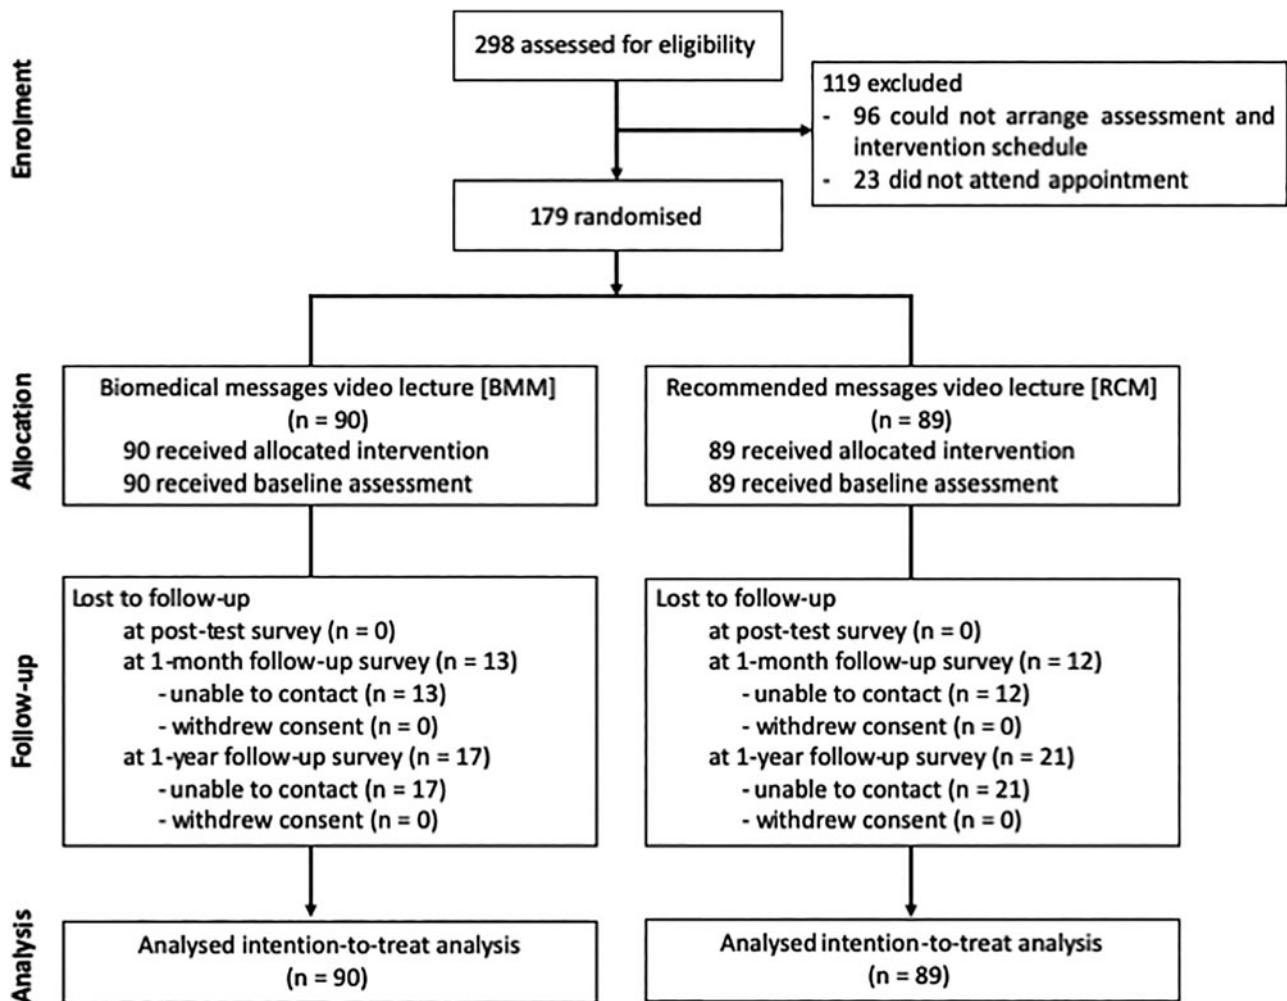 Enrolment
298 assessed for eligibility
119 excluded
- 96 could not arrange assessment and
intervention schedule
- 23 did not attend appointment
179 randomised
Allocation
Biomedical messages video lecture [BMM]
(n = 90)
90 received allocated intervention
90 received baseline assessment
Recommended messages video lecture [RCM]
(n = 89)
89 received allocated intervention
89 received baseline assessment
Follow-up
Lost to follow-up
at post-test survey (n = 0)
at 1-month follow-up survey (n = 13)
- unable to contact (n = 13)
- withdrew consent (n = 0)
at 1-year follow-up survey (n = 17)
- unable to contact (n = 17)
- withdrew consent (n = 0)
Lost to follow-up
at post-test survey (n = 0)
at 1-month follow-up survey (n = 12)
- unable to contact (n = 12)
- withdrew consent (n = 0)
at 1-year follow-up survey (n = 21)
- unable to contact (n = 21)
- withdrew consent (n = 0)
Analysis
Analysed intention-to-treat analysis
(n = 90)
Analysed intention-to-treat analysis
(n = 89)